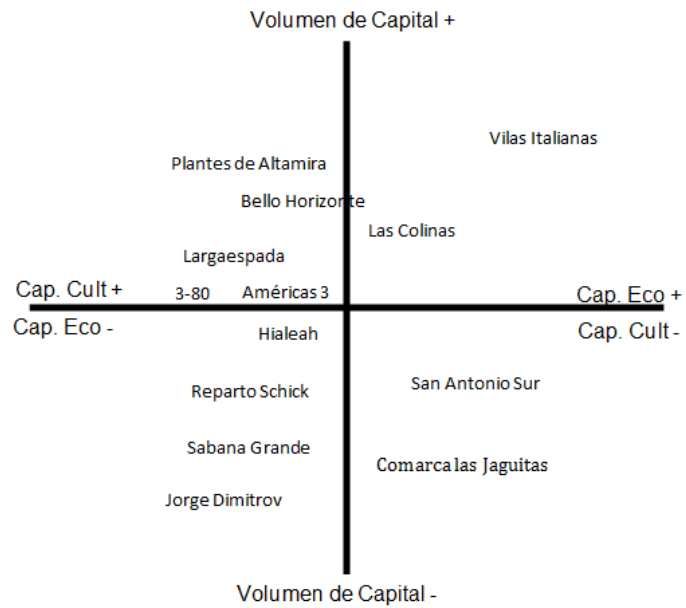 Volumen de Capital +
Vilas Italianas
Plantes de Altamira
Bello Horizonte
Las Colinas
Largaespada
Cap. Cult + 3-80 Américas 3 Cap. Eco +
Cap. Eco - Hialeah Cap. Cult -
San Antonio Sur
Reparto Schick
Sabana Grande
Comarca las Jaguitas
Jorge Dimitrov
Volumen de Capital -